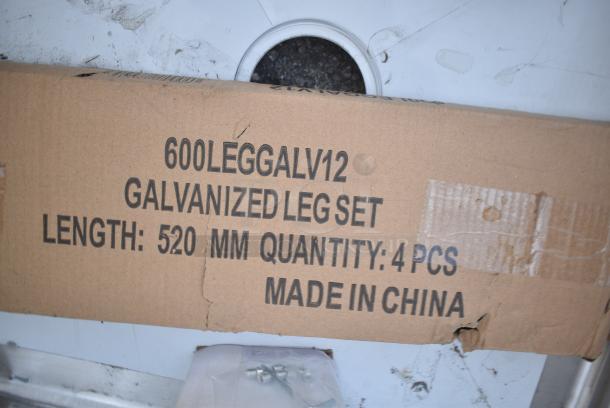 600LEGGALV12
GALVANIZED LEG SET
LENGTH: 520 MM QUANTITY: 4 PCS
MADE IN CHINA